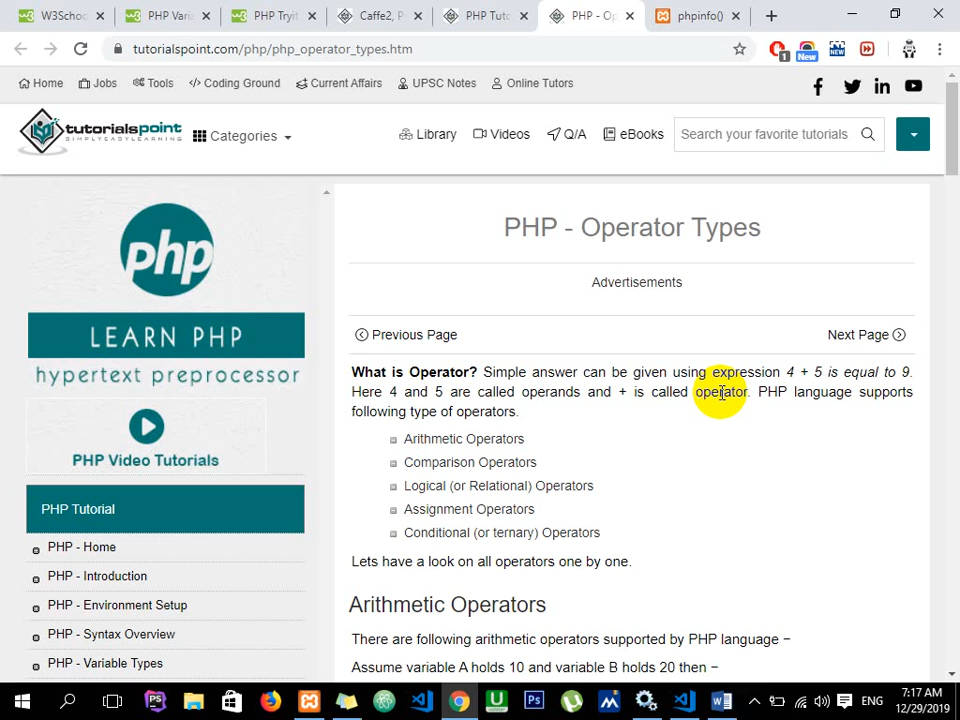 W3Schoo
PHP Varia
PHP Tryit
Caffe2, P
PHP Tuto
PHP - Op
phpinfo()
tutorialspoint.com/php/php_operator_types.htm
1
New
NEW
Home
Jobs
Tools
</> Coding Ground
Current Affairs
UPSC Notes
Online Tutors
tutorialspoint
SIMPLYEASYLEARNING
Categories
Library
Videos
Q/A
eBooks
Search your favorite tutorials
php
LEARN PHP
hypertext preprocessor
PHP Video Tutorials
PHP Tutorial
PHP - Home
PHP - Introduction
PHP - Environment Setup
PHP - Syntax Overview
PHP - Variable Types
PHP - Operator Types
Advertisements
Previous Page
Next Page
What is Operator? Simple answer can be given using expression 4 + 5 is equal to 9.
Here 4 and 5 are called operands and + is called operator. PHP language supports
following type of operators.
Arithmetic Operators
Comparison Operators
Logical (or Relational) Operators
Assignment Operators
Conditional (or ternary) Operators
Lets have a look on all operators one by one.
Arithmetic Operators
There are following arithmetic operators supported by PHP language −
Assume variable A holds 10 and variable B holds 20 then −
ENG
7:17 AM
12/29/2019